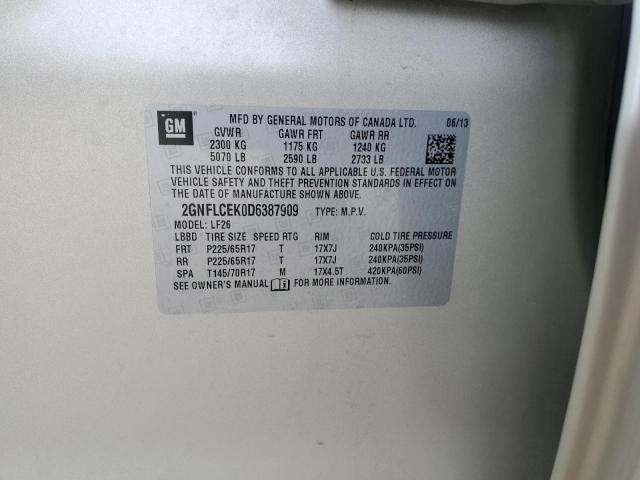 GM
MFD BY GENERAL MOTORS OF CANADA LTD. 06/13
GVWR GAWR FRT GAWR RR
2300 KG 1175 KG 1240 KG
5070 LB 2590 LB 2733 LB
THIS VEHICLE CONFORMS TO ALL APPLICABLE U.S. FEDERAL MOTOR
VEHICLE SAFETY AND THEFT PREVENTION STANDARDS IN EFFECT ON
THE DATE OF MANUFACTURE SHOWN ABOVE.
2GNFLCEK0D6387909 TYPE: M.P.V.
MODEL: LF26
LBBD TIRE SIZE SPEED RTG RIM COLD TIRE PRESSURE
FRT P225/65R17 T 17X7J 240KPA(35PSI)
RR P225/65R17 T 17X7J 240KPA(35PSI)
SPA T145/70R17 M 17X4.5T 420KPA(60PSI)
SEE OWNER'S MANUAL FOR MORE INFORMATION.